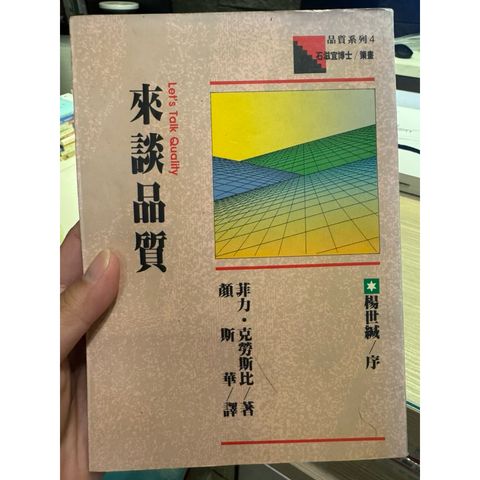 品質系列4
石滋宜博士/策畫
來談品質
Let's Talk Quality
楊世緘/序
菲力·克勞斯比/著
顏斯華/譯